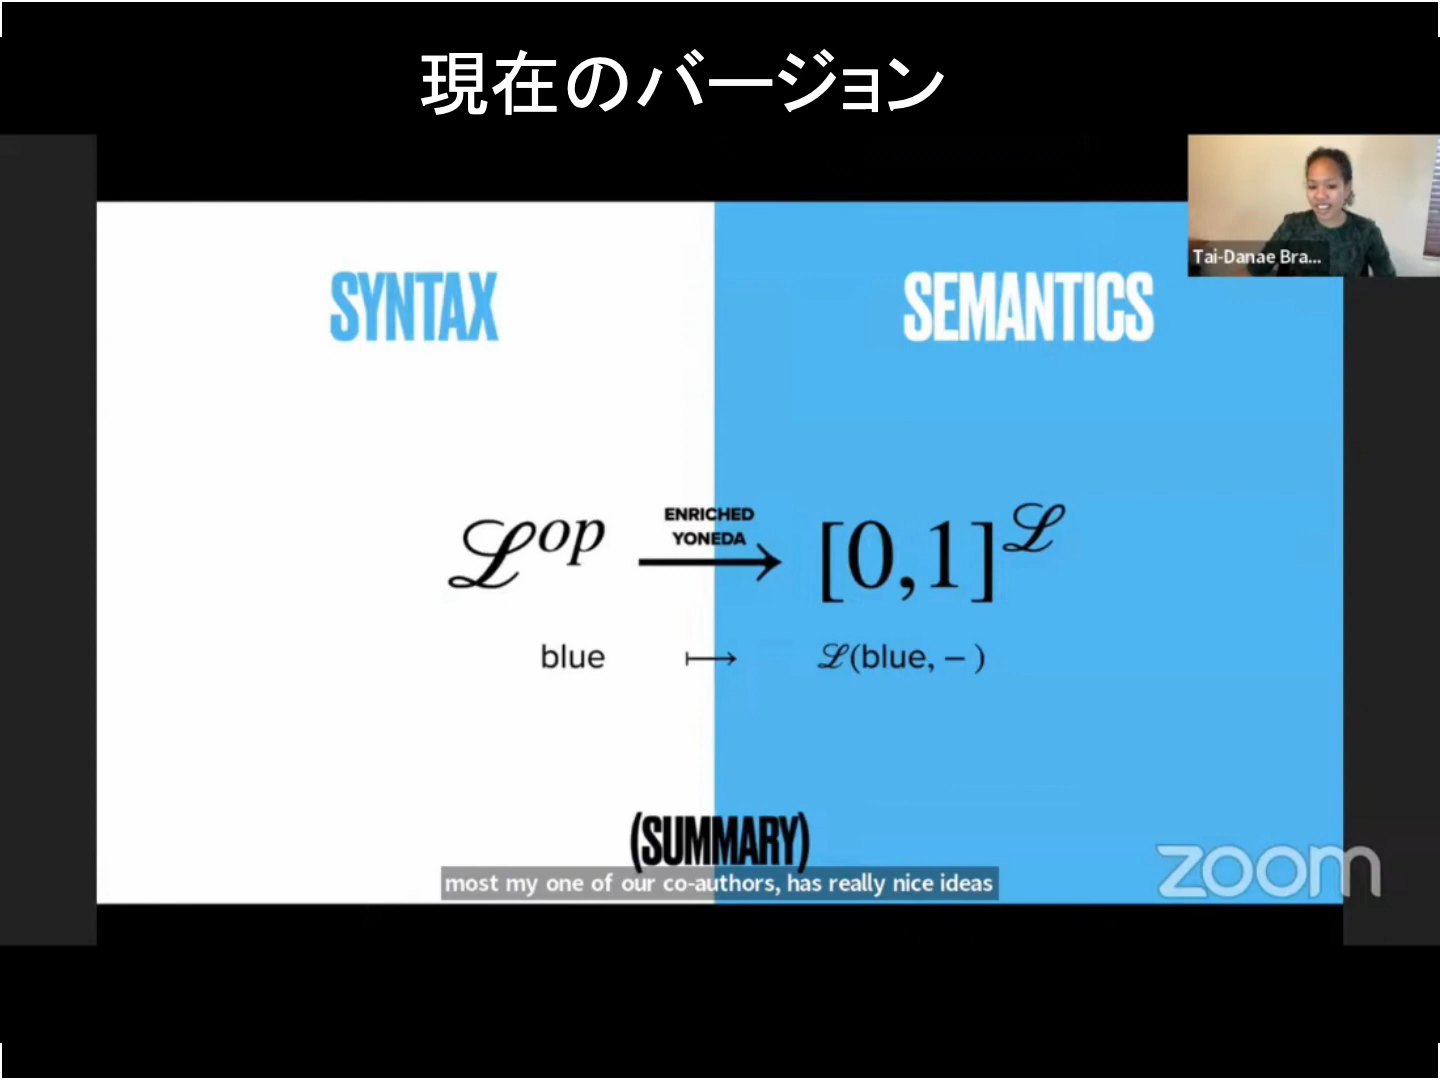 現在のバージョン
Tai-Danae Bra...
SYNTAX
SEMANTICS
ℒ^op ENRICHED YONEDA → [0,1]^ℒ
blue ↦ ℒ(blue, − )
(SUMMARY)
most my one of our co-authors, has really nice ideas
zoom